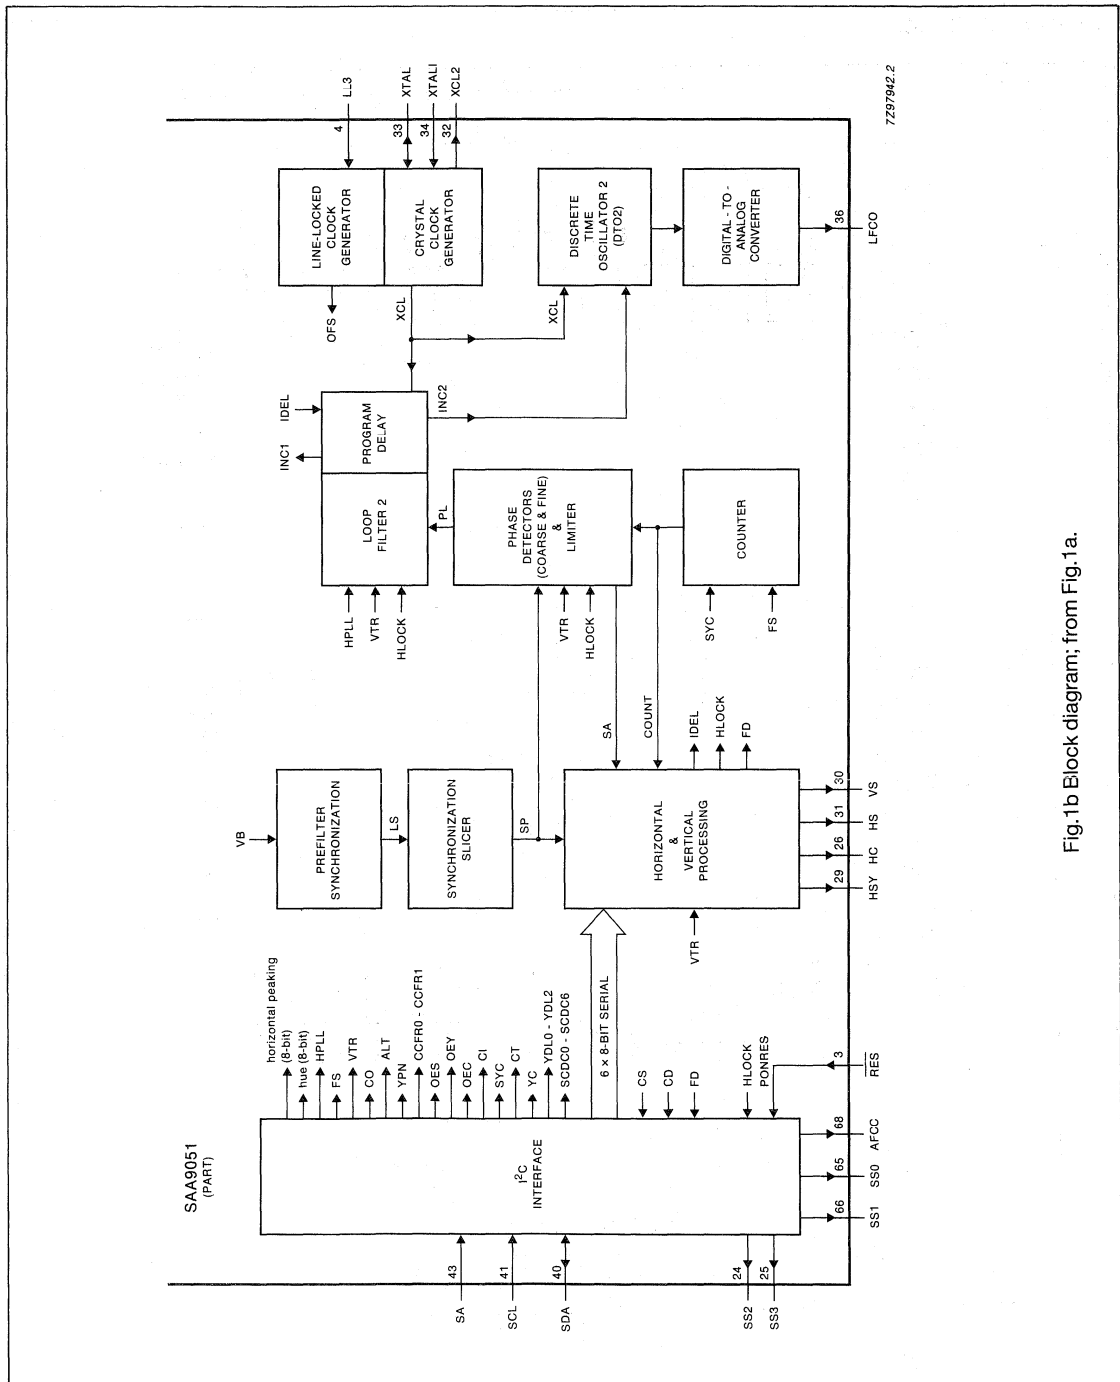 SAA9051
(PART)
SA
43
SCL
41
SDA
40
SS2
24
SS3
25
I²C
INTERFACE
horizontal peaking
(8-bit)
hue (8-bit)
HPLL
FS
VTR
CO
ALT
YPN
CCFR0 - CCFR1
OES
OEY
OEC
CI
SYC
CT
YC
YDL0 - YDL2
SCDC0 - SCDC6
6 x 8-BIT SERIAL
CS
CD
FD
HLOCK
PONRES
66
SS1
65
SS0
68
AFCC
3
RES
VB
PREFILTER
SYNCHRONIZATION
LS
SYNCHRONIZATION
SLICER
SP
HORIZONTAL
&
VERTICAL
PROCESSING
VTR
SA
COUNT
IDEL
HLOCK
FD
29
HSY
26
HC
31
HS
30
VS
HPLL
VTR
HLOCK
LOOP
FILTER 2
PROGRAM
DELAY
INC1
IDEL
PL
INC2
VTR
HLOCK
PHASE
DETECTORS
(COARSE & FINE)
&
LIMITER
SYC
FS
COUNTER
OFS
XCL
XCL
LINE-LOCKED
CLOCK
GENERATOR
CRYSTAL
CLOCK
GENERATOR
4
LL3
33
XTAL
34
XTALI
32
XCL2
DISCRETE
TIME
OSCILLATOR 2
(DTO2)
DIGITAL - TO -
ANALOG
CONVERTER
36
LFCO
7Z97942.2
Fig.1b Block diagram; from Fig.1a.